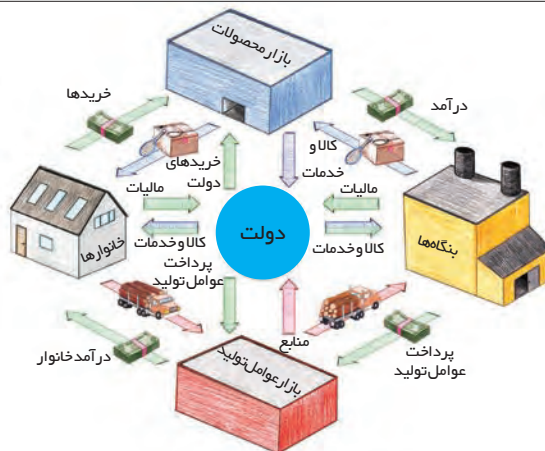 بازار محصولات
خریدها
درآمد
کالا و
خدمات
خریدهای
دولت
مالیات
مالیات
خانوارها
دولت
بنگاه‌ها
کالا و خدمات
کالا و خدمات
پرداخت
عوامل تولید
منابع
درآمد خانوار
بازار عوامل تولید
پرداخت
عوامل تولید